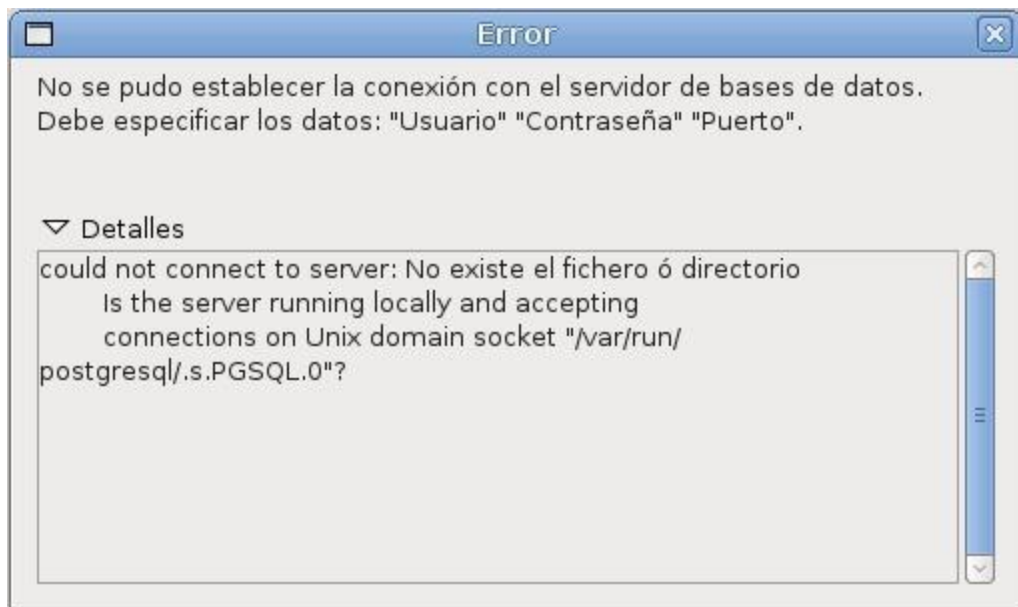 Error
No se pudo establecer la conexión con el servidor de bases de datos.
Debe especificar los datos: "Usuario" "Contraseña" "Puerto".
Detalles
could not connect to server: No existe el fichero ó directorio
Is the server running locally and accepting
connections on Unix domain socket "/var/run/
postgresql/.s.PGSQL.0"?